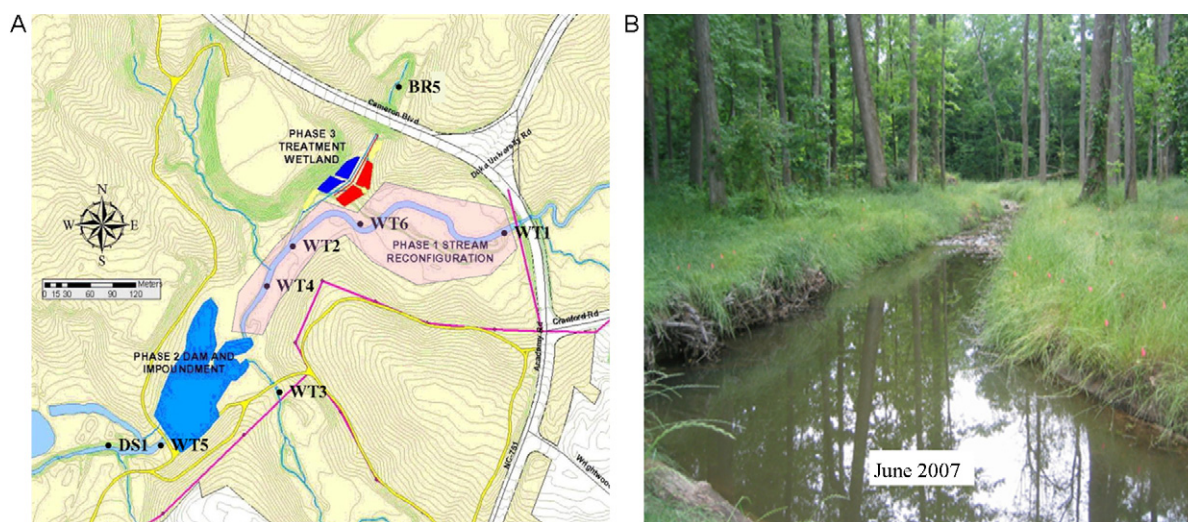 A
B
BR5
Cameron Blvd
Duke University Rd
PHASE 3
TREATMENT
WETLAND
N
W E
S
WT6
WT1
WT2
PHASE 1 STREAM
RECONFIGURATION
WT4
Meters
0 15 30 60 90 120
Cranford Rd
Academy Rd
PHASE 2 DAM AND
IMPOUNDMENT
WT3
DS1
WT5
NC-751
Wrightwood
June 2007